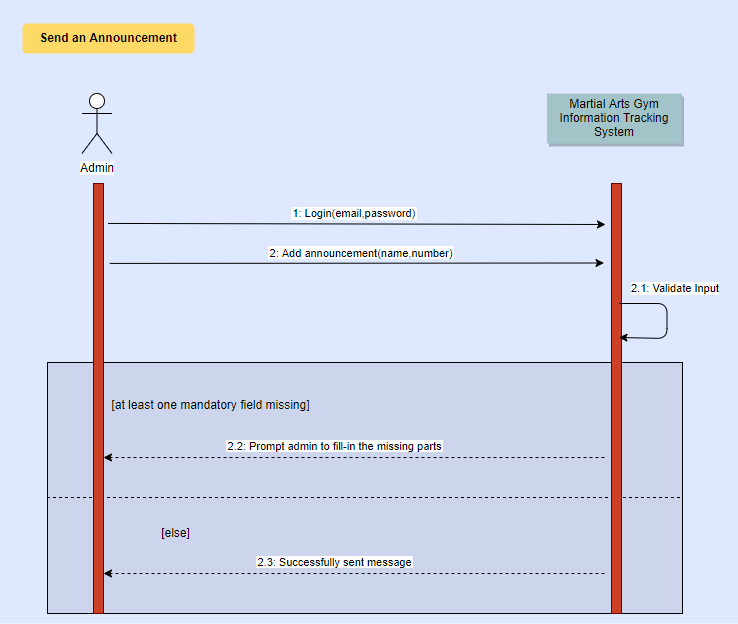 Send an Announcement
Martial Arts Gym
Information Tracking
System
Admin
1: Login(email,password)
2: Add announcement(name,number)
2.1: Validate Input
[at least one mandatory field missing]
2.2: Prompt admin to fill-in the missing parts
[else]
2.3: Successfully sent message